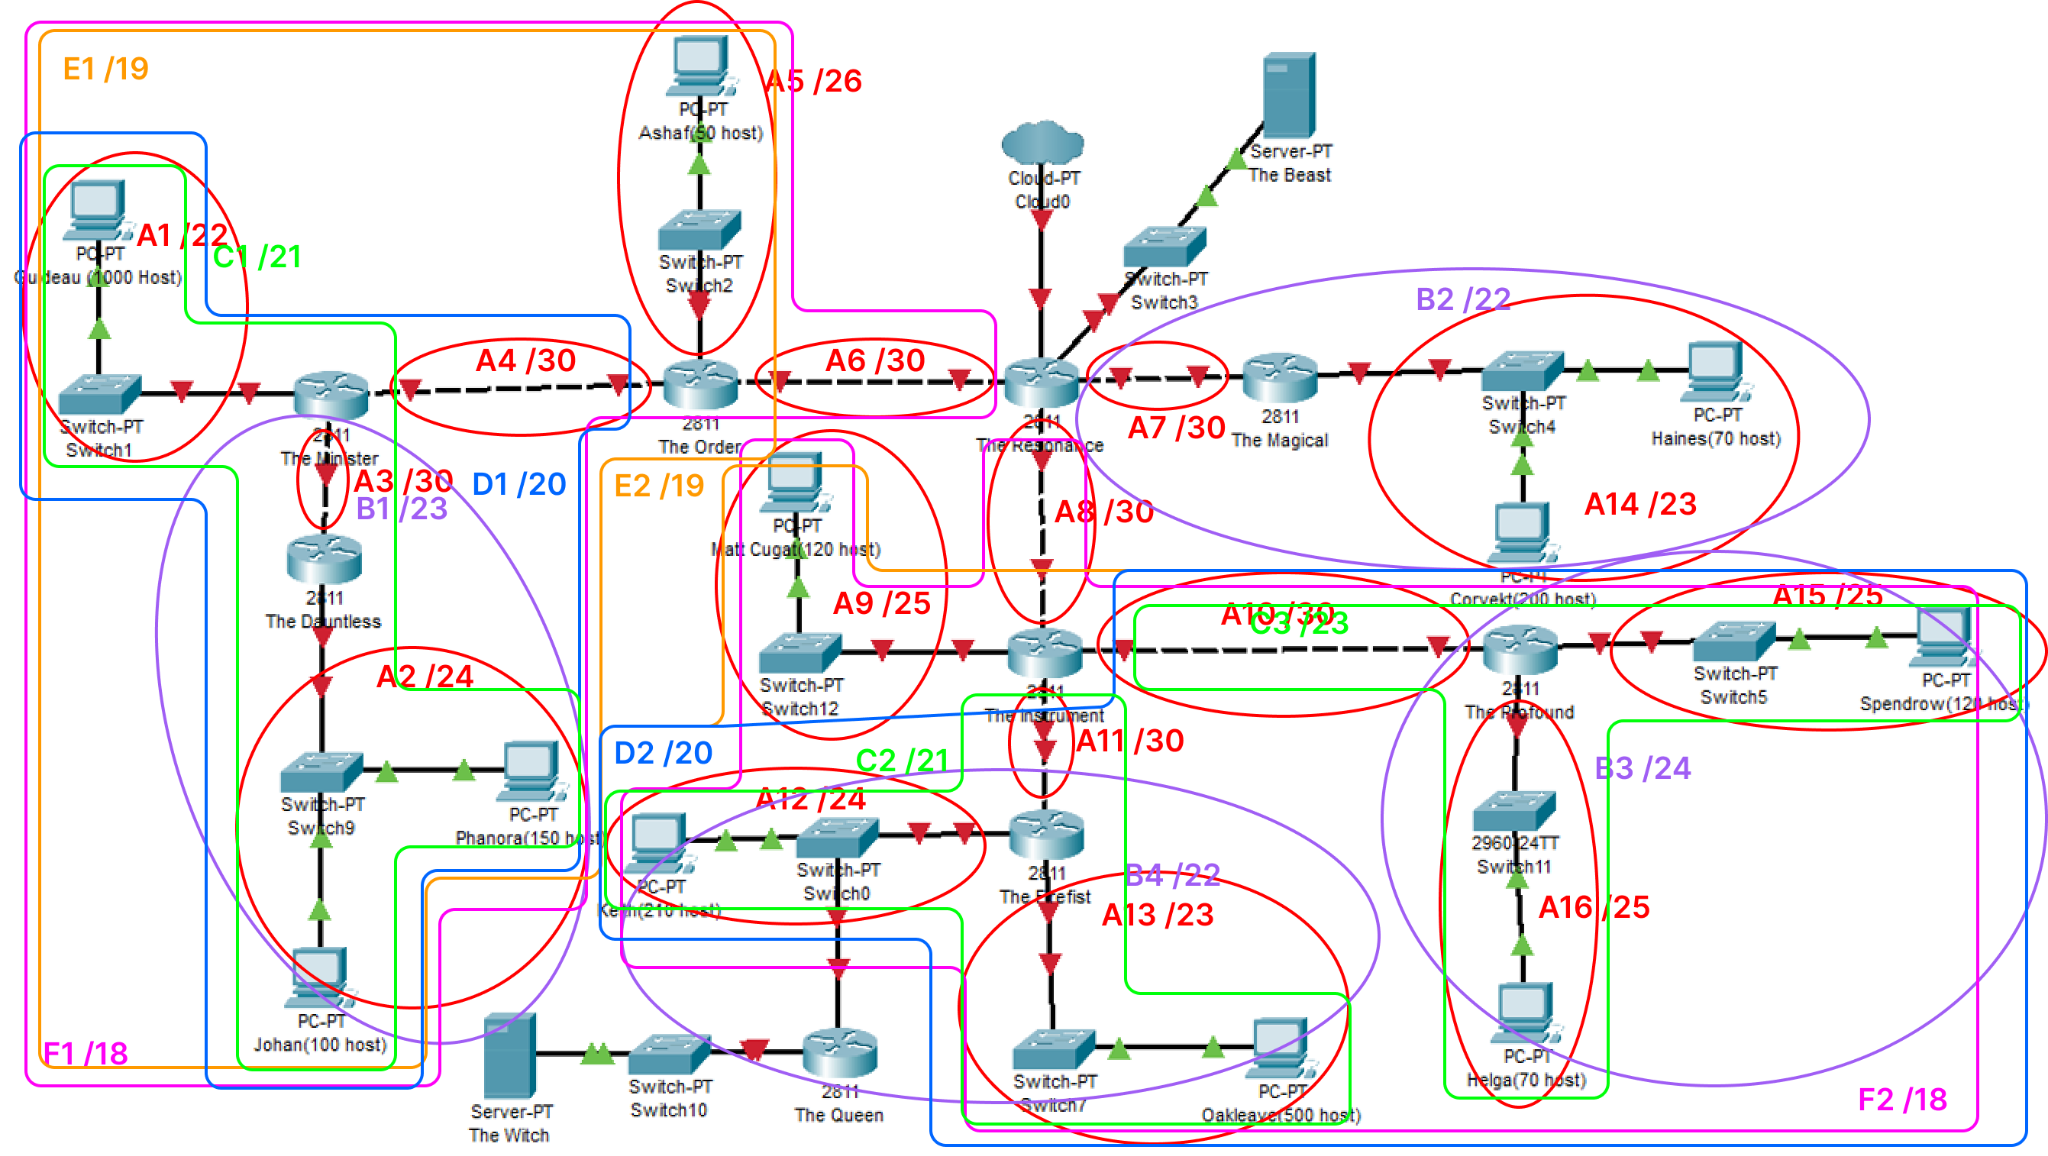 E1 /19
PC-PT
Ashaf(50 host)
A5 /26
Server-PT
The Beast
Cloud-PT
Cloud0
A1 /22
C1 /21
PC-PT
Guideau (1000 Host)
Switch-PT
Switch2
Switch-PT
Switch3
B2 /22
A4 /30
A6 /30
A7 /30
Switch-PT
Switch1
2811
The Minister
2811
The Order
2811
The Resonance
2811
The Magical
Switch-PT
Switch4
PC-PT
Haines(70 host)
A3 /30
B1 /23
D1 /20
E2 /19
A8 /30
A14 /23
PC-PT
Matt Cugat(120 host)
PC-PT
Corvekt(200 host)
2811
The Dauntless
A9 /25
A10 /30
C3 /23
A15 /25
A2 /24
Switch-PT
Switch12
2811
The Instrument
2811
The Profound
Switch-PT
Switch5
PC-PT
Spendrow(120 host)
D2 /20
C2 /21
A11 /30
B3 /24
Switch-PT
Switch9
PC-PT
Phanora(150 host)
A12 /24
PC-PT
Keith(210 host)
Switch-PT
Switch0
2811
The Firefist
B4 /22
A13 /23
2960-24TT
Switch11
A16 /25
PC-PT
Johan(100 host)
F1 /18
Server-PT
The Witch
Switch-PT
Switch10
2811
The Queen
Switch-PT
Switch7
PC-PT
Oakleave(500 host)
PC-PT
Helga(70 host)
F2 /18